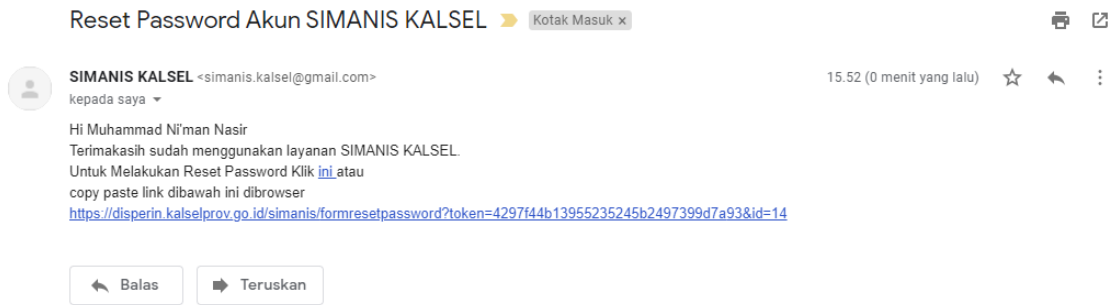 Reset Password Akun SIMANIS KALSEL Kotak Masuk x
SIMANIS KALSEL <simanis.kalsel@gmail.com> 15.52 (0 menit yang lalu)
kepada saya
Hi Muhammad Ni'man Nasir
Terimakasih sudah menggunakan layanan SIMANIS KALSEL.
Untuk Melakukan Reset Password Klik ini atau
copy paste link dibawah ini dibrowser
https://disperin.kalselprov.go.id/simanis/formresetpassword?token=4297f44b13955235245b2497399d7a93&id=14
Balas Teruskan